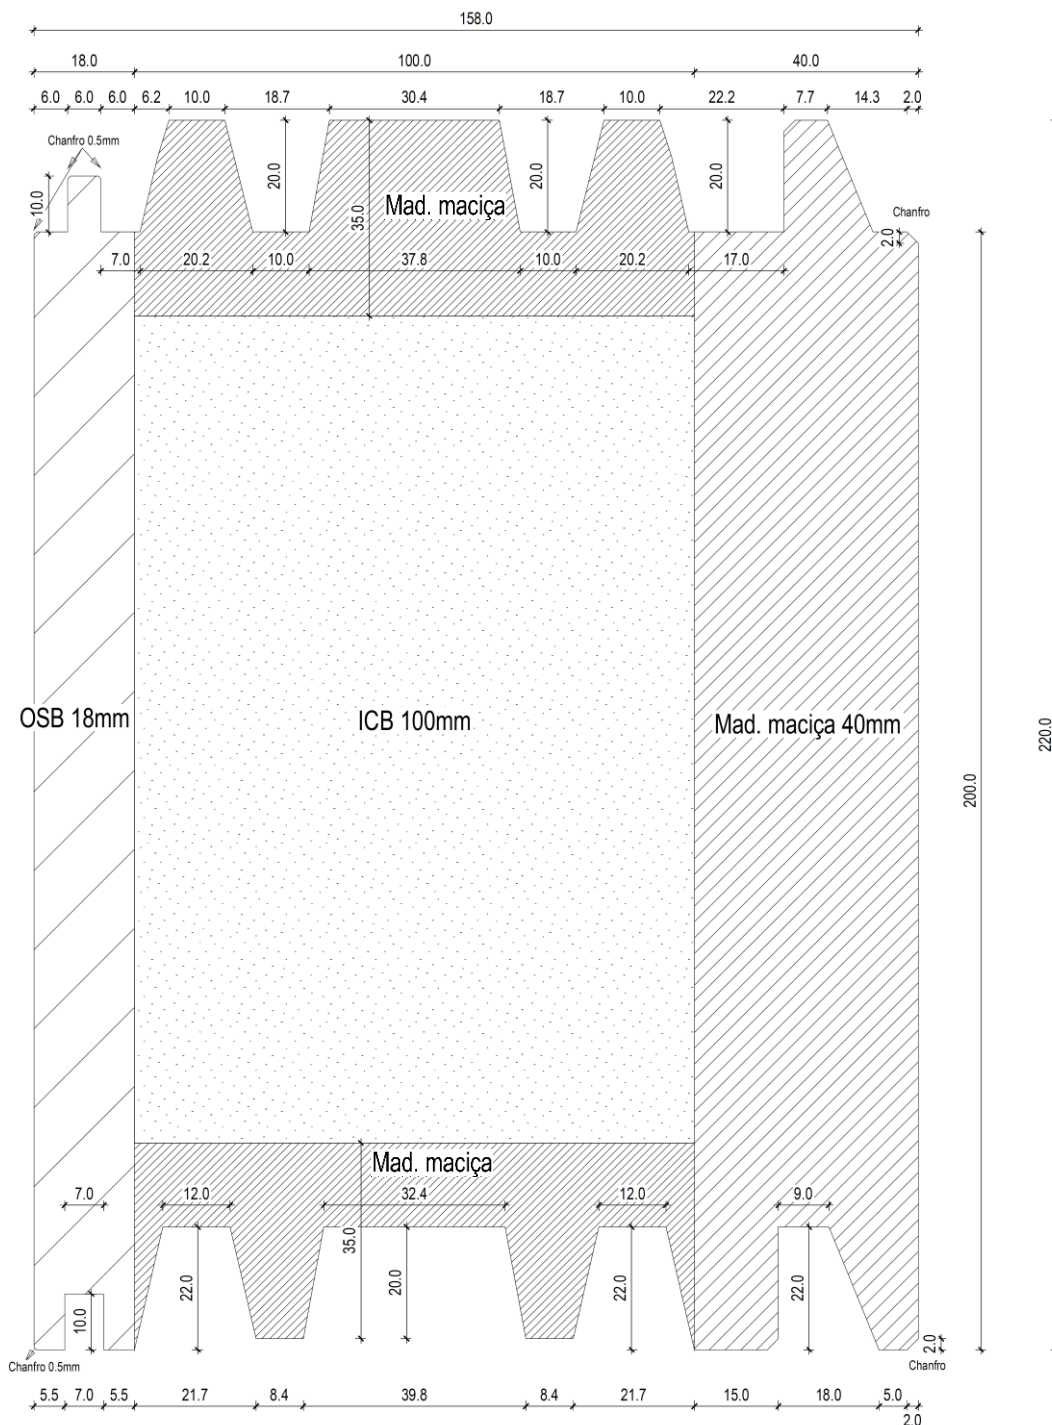 158.0
18.0 100.0 40.0
6.0 6.0 6.0 6.2 10.0 18.7 30.4 18.7 10.0 22.2 7.7 14.3 2.0
Chanfro 0.5mm
10.0 20.0 35.0 Mad. maciça 20.0 20.0 Chanfro
2.0
7.0 20.2 10.0 37.8 10.0 20.2 17.0
OSB 18mm ICB 100mm Mad. maciça 40mm 220.0
200.0
Mad. maciça
7.0 12.0 32.4 12.0 9.0
35.0
10.0 22.0 20.0 22.0 22.0 2.0
Chanfro 0.5mm Chanfro
5.5 7.0 5.5 21.7 8.4 39.8 8.4 21.7 15.0 18.0 5.0
2.0